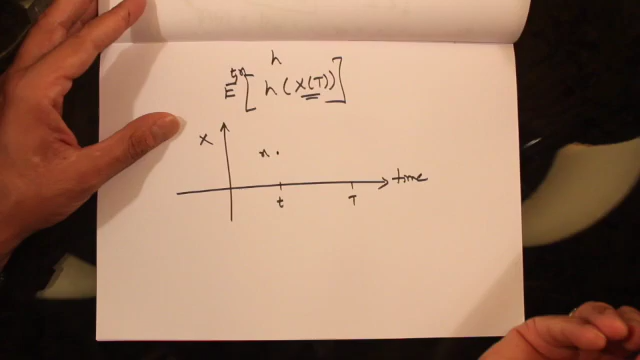 h
E^{t,x} [ h (X(T)) ]
X
x .
time
t T